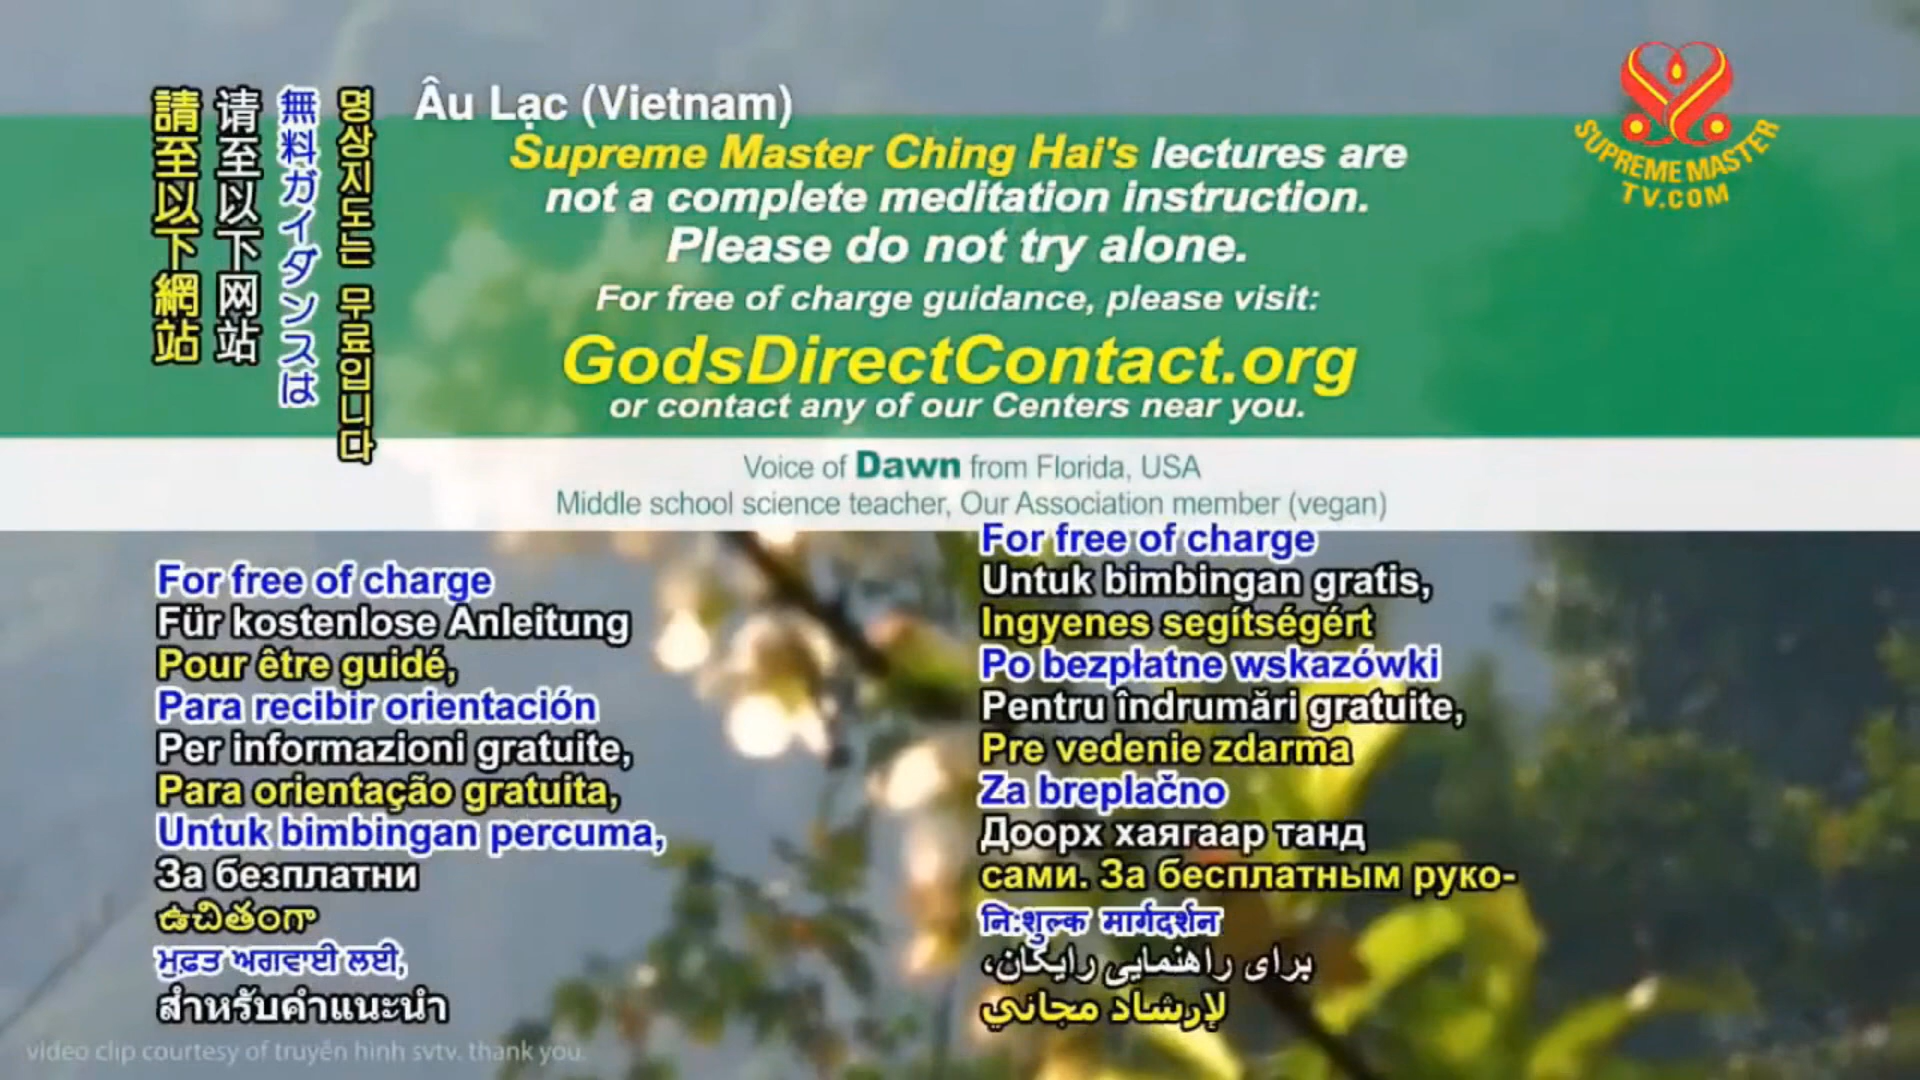 請至以下網站
请至以下网站
無料ガイダンスは
명상지도는 무료입니다
Âu Lạc (Vietnam)
Supreme Master Ching Hai's lectures are
not a complete meditation instruction.
Please do not try alone.
For free of charge guidance, please visit:
GodsDirectContact.org
or contact any of our Centers near you.
SUPREME MASTER
TV.COM
Voice of Dawn from Florida, USA
Middle school science teacher, Our Association member (vegan)
For free of charge
Für kostenlose Anleitung
Pour être guidé,
Para recibir orientación
Per informazioni gratuite,
Para orientação gratuita,
Untuk bimbingan percuma,
За безплатни
ఉచితంగా
ਮੁਫ਼ਤ ਅਗਵਾਈ ਲਈ,
สำหรับคำแนะนำ
For free of charge
Untuk bimbingan gratis,
Ingyenes segítségért
Po bezpłatne wskazówki
Pentru îndrumări gratuite,
Pre vedenie zdarma
Za breplačno
Доорх хаягаар танд
сами. За бесплатным руко-
नि:शुल्क मार्गदर्शन
برای راهنمایی رایگان،
لإرشاد مجاني
video clip courtesy of truyền hình svtv. thank you.